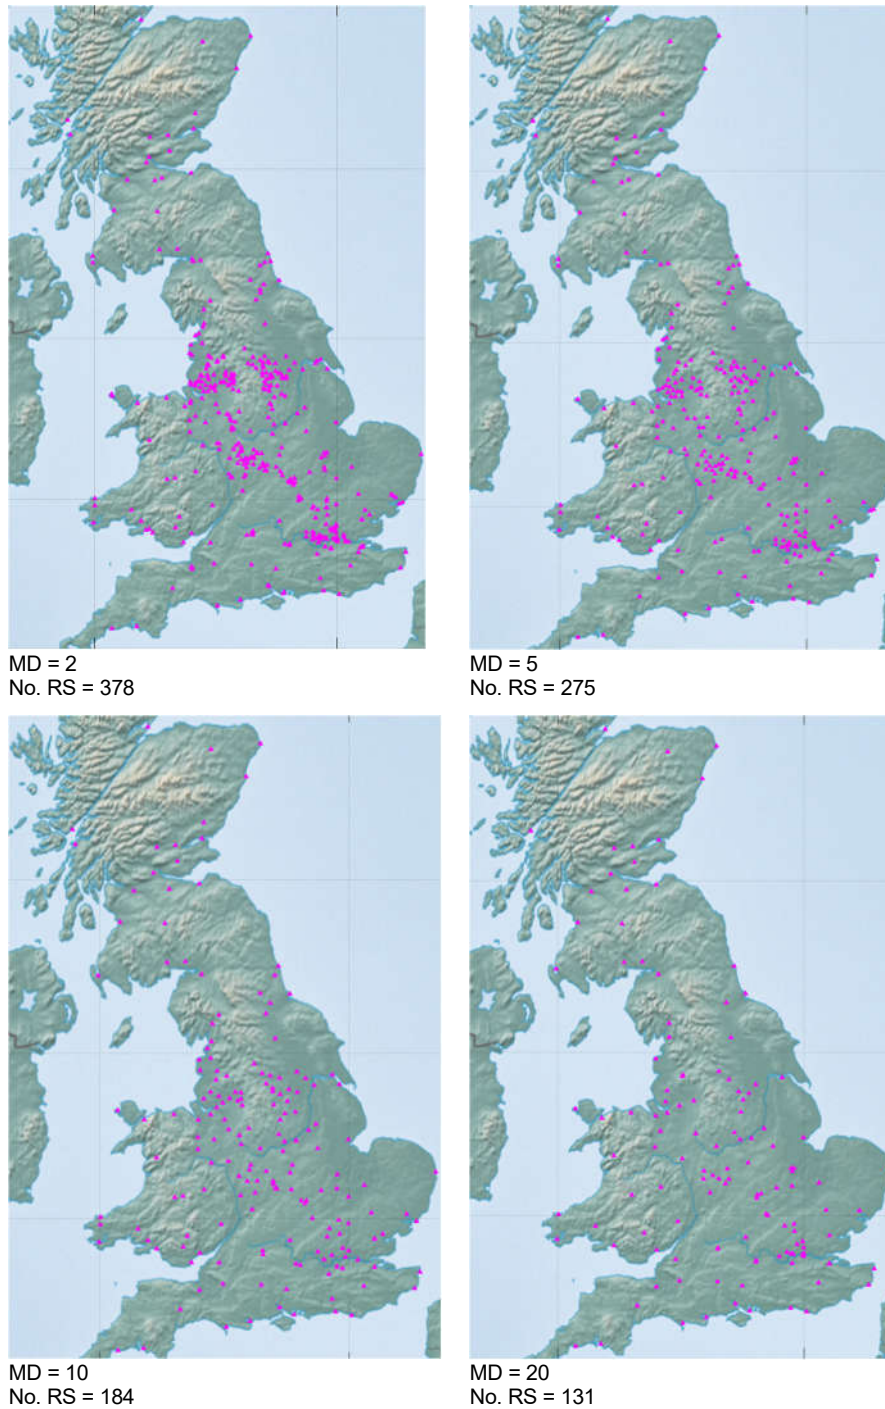 MD = 2
No. RS = 378
MD = 5
No. RS = 275
MD = 10
No. RS = 184
MD = 20
No. RS = 131